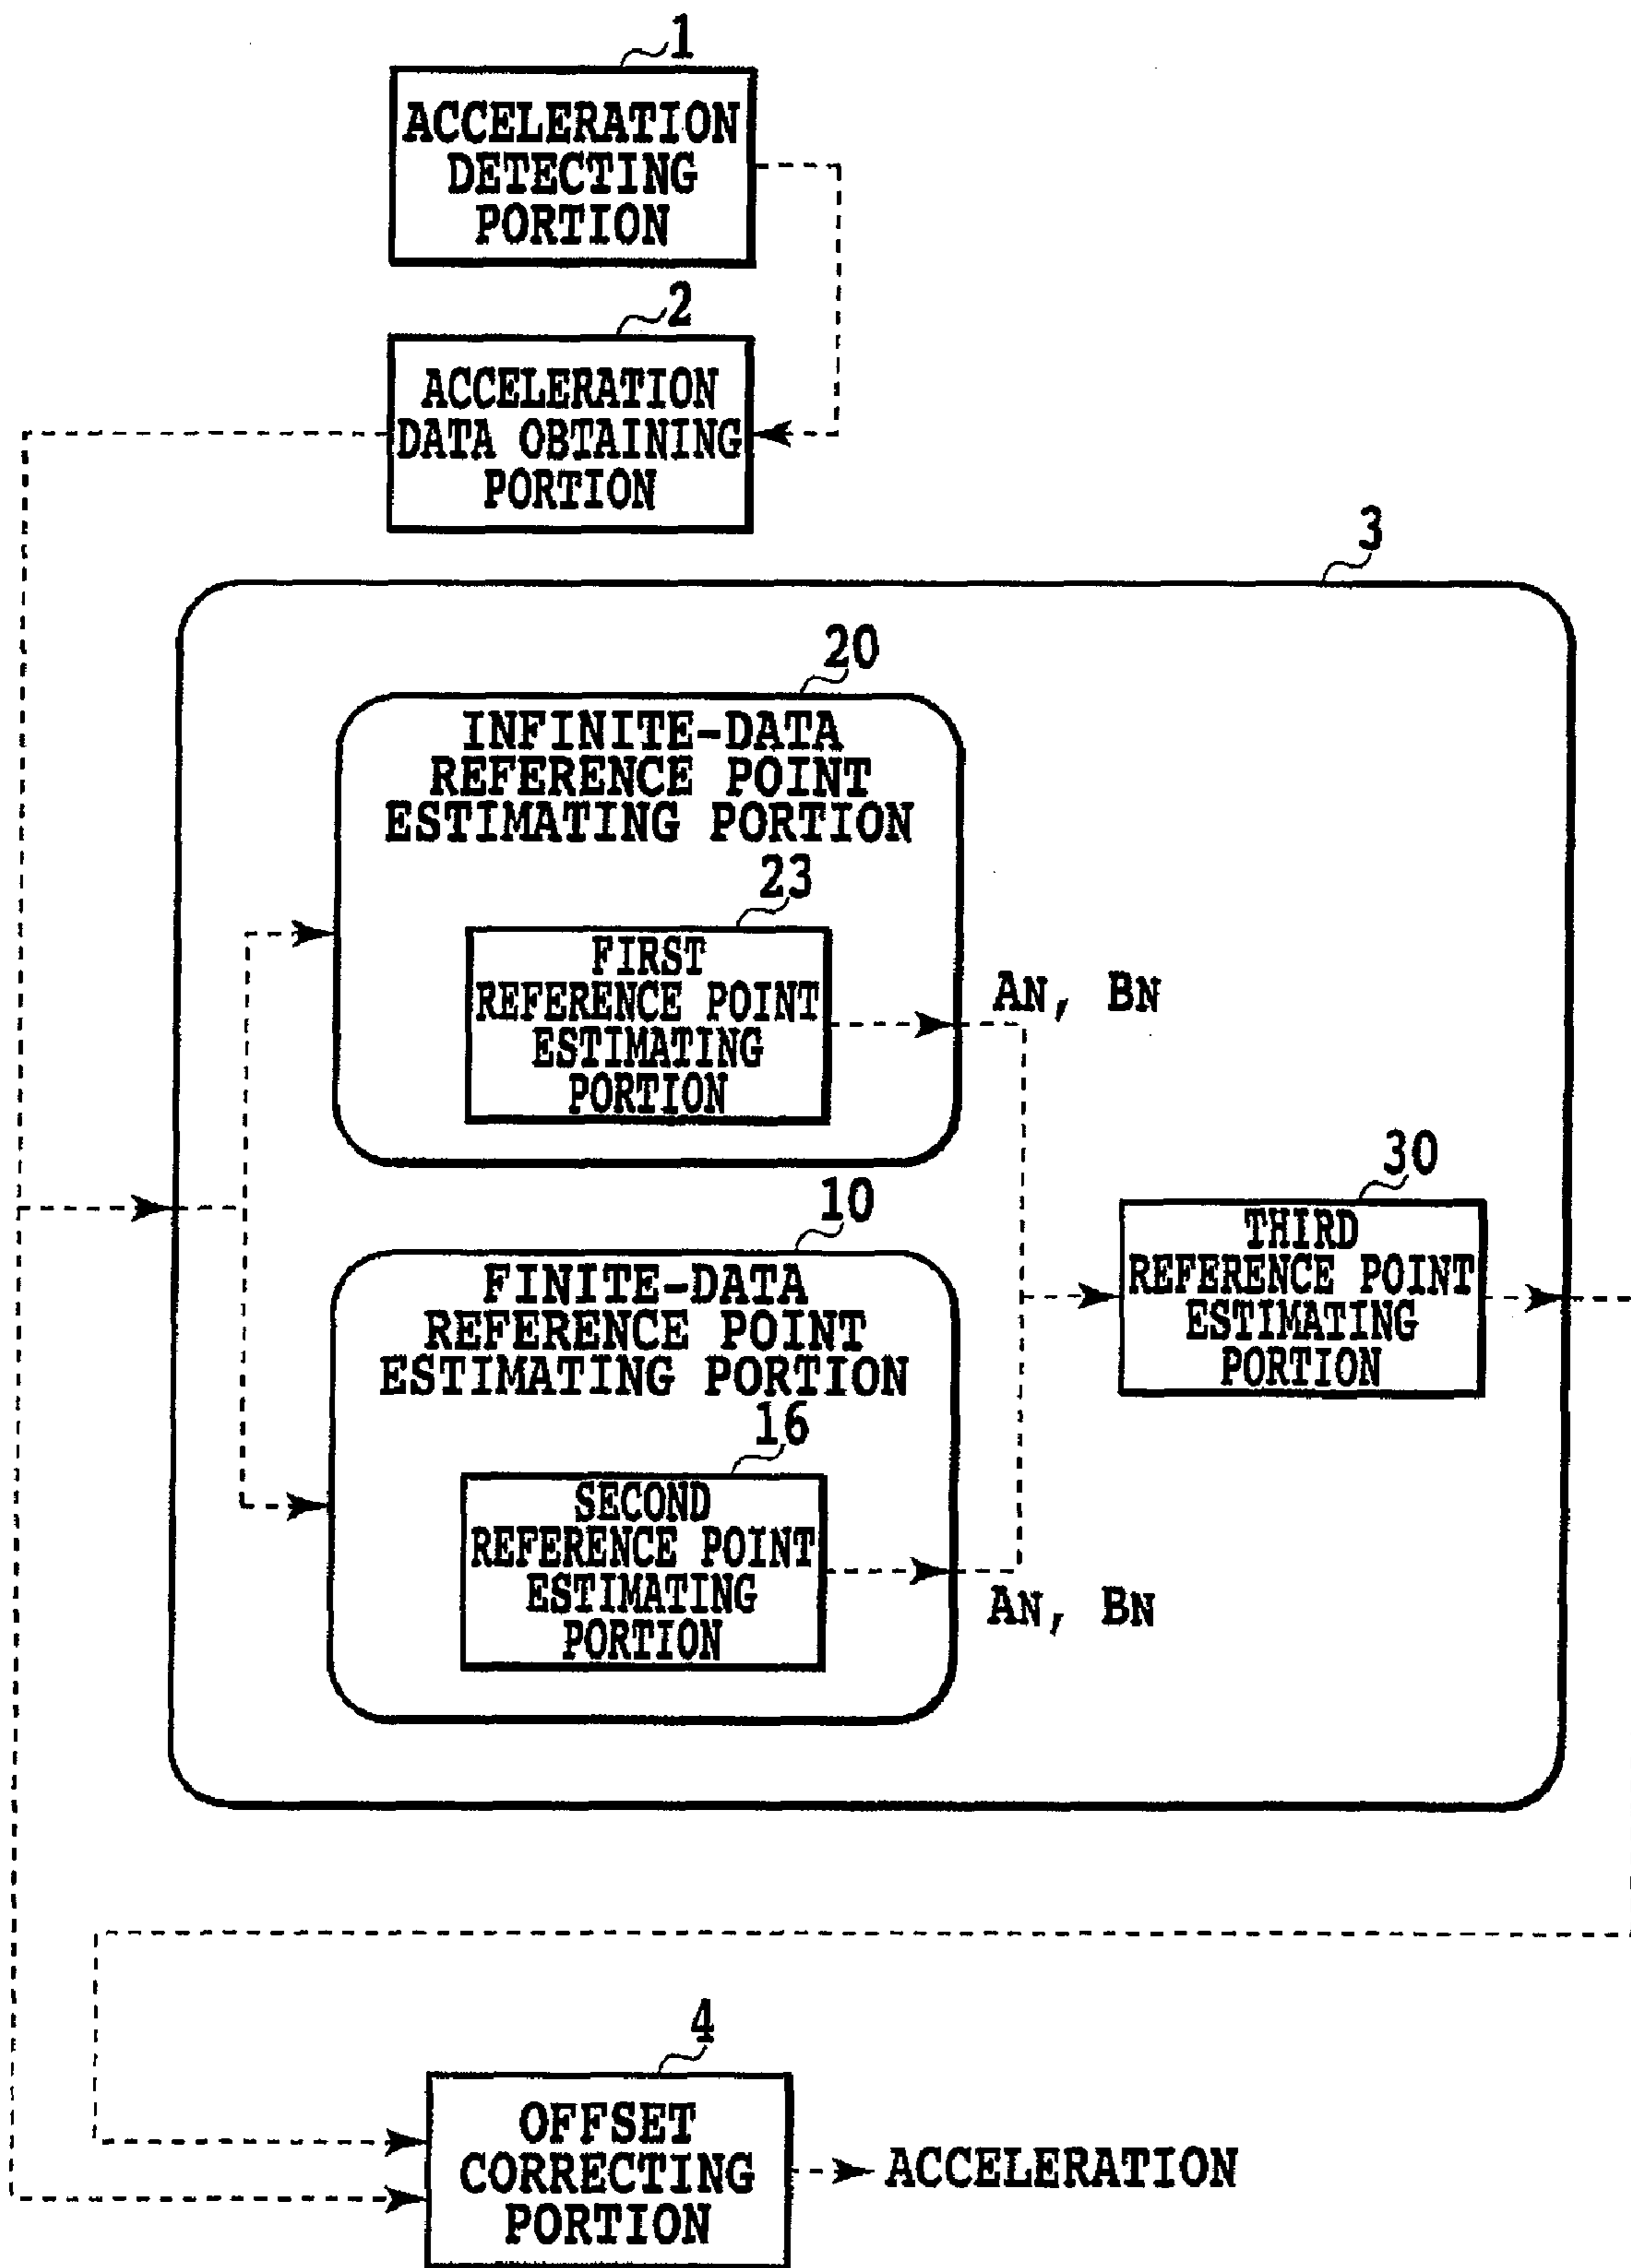 1
ACCELERATION
DETECTING
PORTION
2
ACCELERATION
DATA OBTAINING
PORTION
3
20
INFINITE-DATA
REFERENCE POINT
ESTIMATING PORTION
23
FIRST
REFERENCE POINT
ESTIMATING
PORTION
AN, BN
10
FINITE-DATA
REFERENCE POINT
ESTIMATING PORTION
16
SECOND
REFERENCE POINT
ESTIMATING
PORTION
AN, BN
30
THIRD
REFERENCE POINT
ESTIMATING
PORTION
4
OFFSET
CORRECTING
PORTION
ACCELERATION